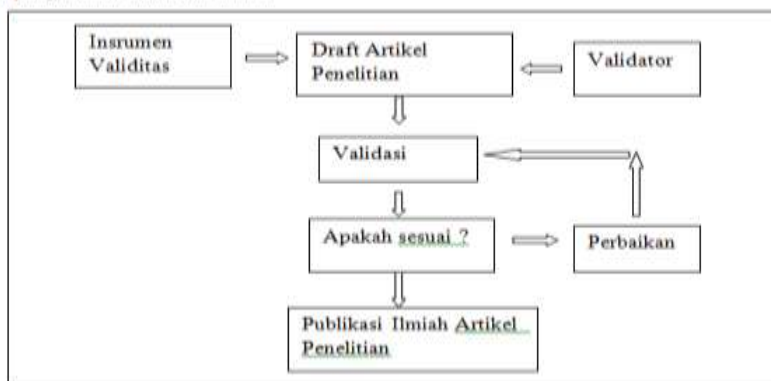 Insrumen
Validitas
Draft Artikel
Penelitian
Validator
Validasi
Apakah sesuai ?
Perbaikan
Publikasi Ilmiah Artikel
Penelitian